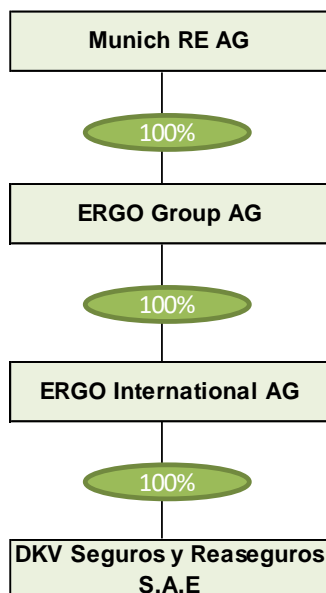 Munich RE AG
100%
ERGO Group AG
100%
ERGO International AG
100%
DKV Seguros y Reaseguros
S.A.E